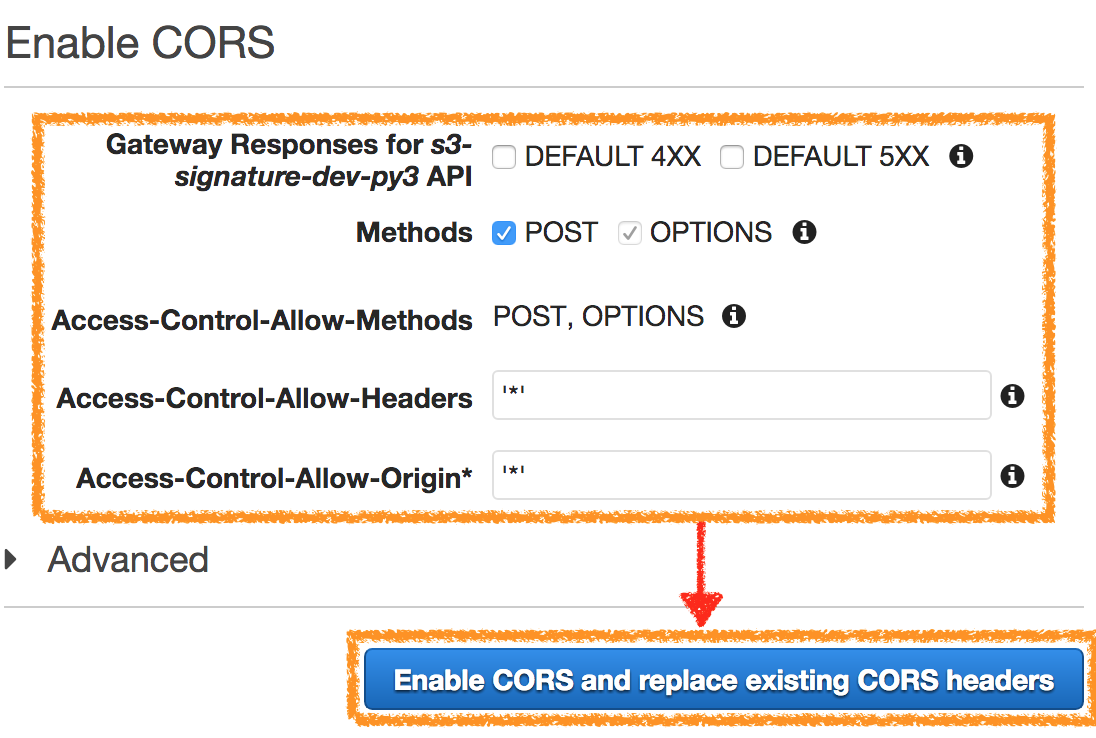 Enable CORS
Gateway Responses for s3-
signature-dev-py3 API
DEFAULT 4XX DEFAULT 5XX
Methods POST OPTIONS
Access-Control-Allow-Methods POST, OPTIONS
Access-Control-Allow-Headers '*'
Access-Control-Allow-Origin* '*'
Advanced
Enable CORS and replace existing CORS headers